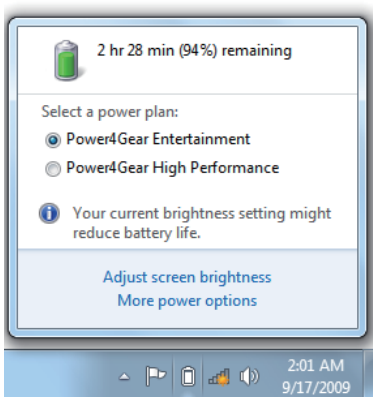 2 hr 28 min (94%) remaining
Select a power plan:
Power4Gear Entertainment
Power4Gear High Performance
Your current brightness setting might
reduce battery life.
Adjust screen brightness
More power options
2:01 AM
9/17/2009